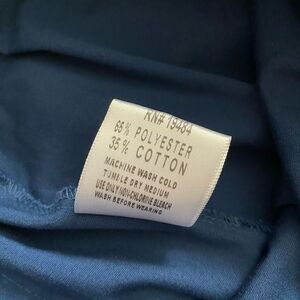 RN# 19484
65% POLYESTER
35% COTTON
MACHINE WASH COLD
TUMBLE DRY MEDIUM
USE ONLY NON-CHLORINE BLEACH
WASH BEFORE WEARING